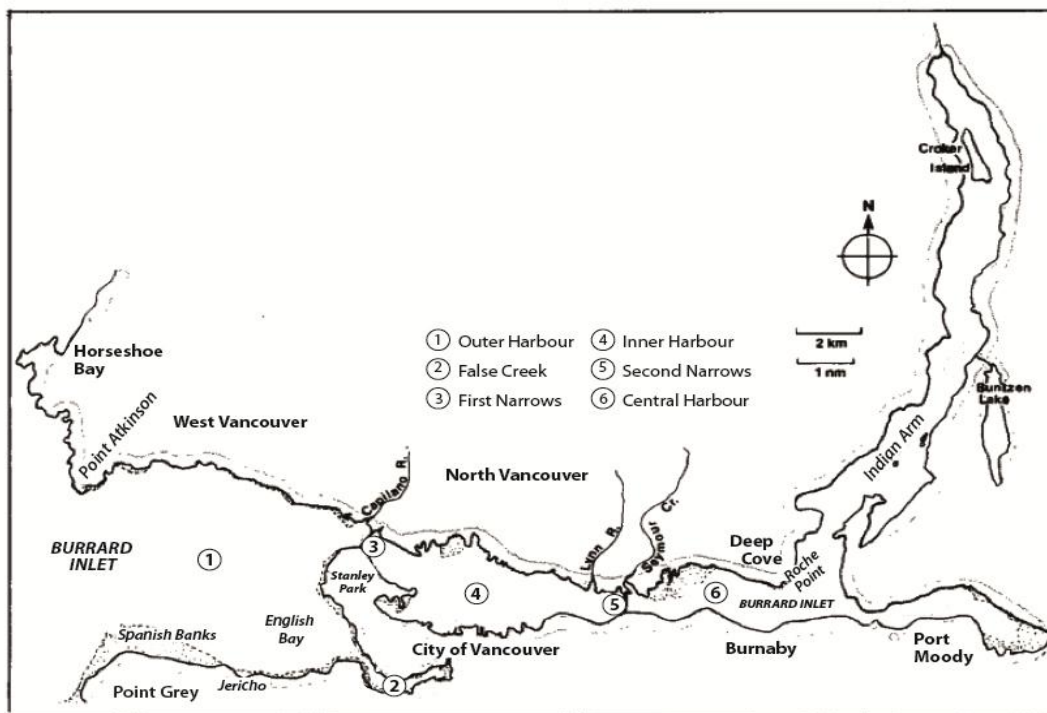 Croker
Island
N
2 km
1 nm
① Outer Harbour
④ Inner Harbour
② False Creek
⑤ Second Narrows
③ First Narrows
⑥ Central Harbour
Horseshoe
Bay
Buntzen
Lake
Point Atkinson
West Vancouver
Indian Arm
Capilano R.
North Vancouver
Lynn R.
Seymour Cr.
Deep
Cove
Roche
Point
BURRARD
INLET
①
③
Stanley
Park
④
⑤
⑥
BURRARD INLET
English
Bay
Spanish Banks
City of Vancouver
Burnaby
Port
Moody
Point Grey
Jericho
②